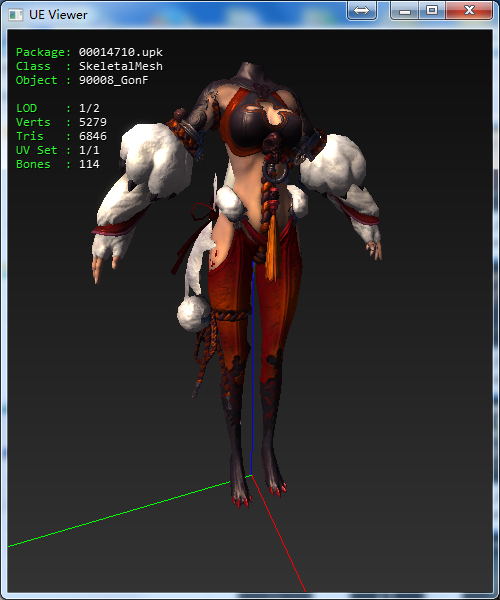 UE Viewer
Package: 00014710.upk
Class : SkeletalMesh
Object : 90008_GonF
LOD : 1/2
Verts : 5279
Tris : 6846
UV Set : 1/1
Bones : 114